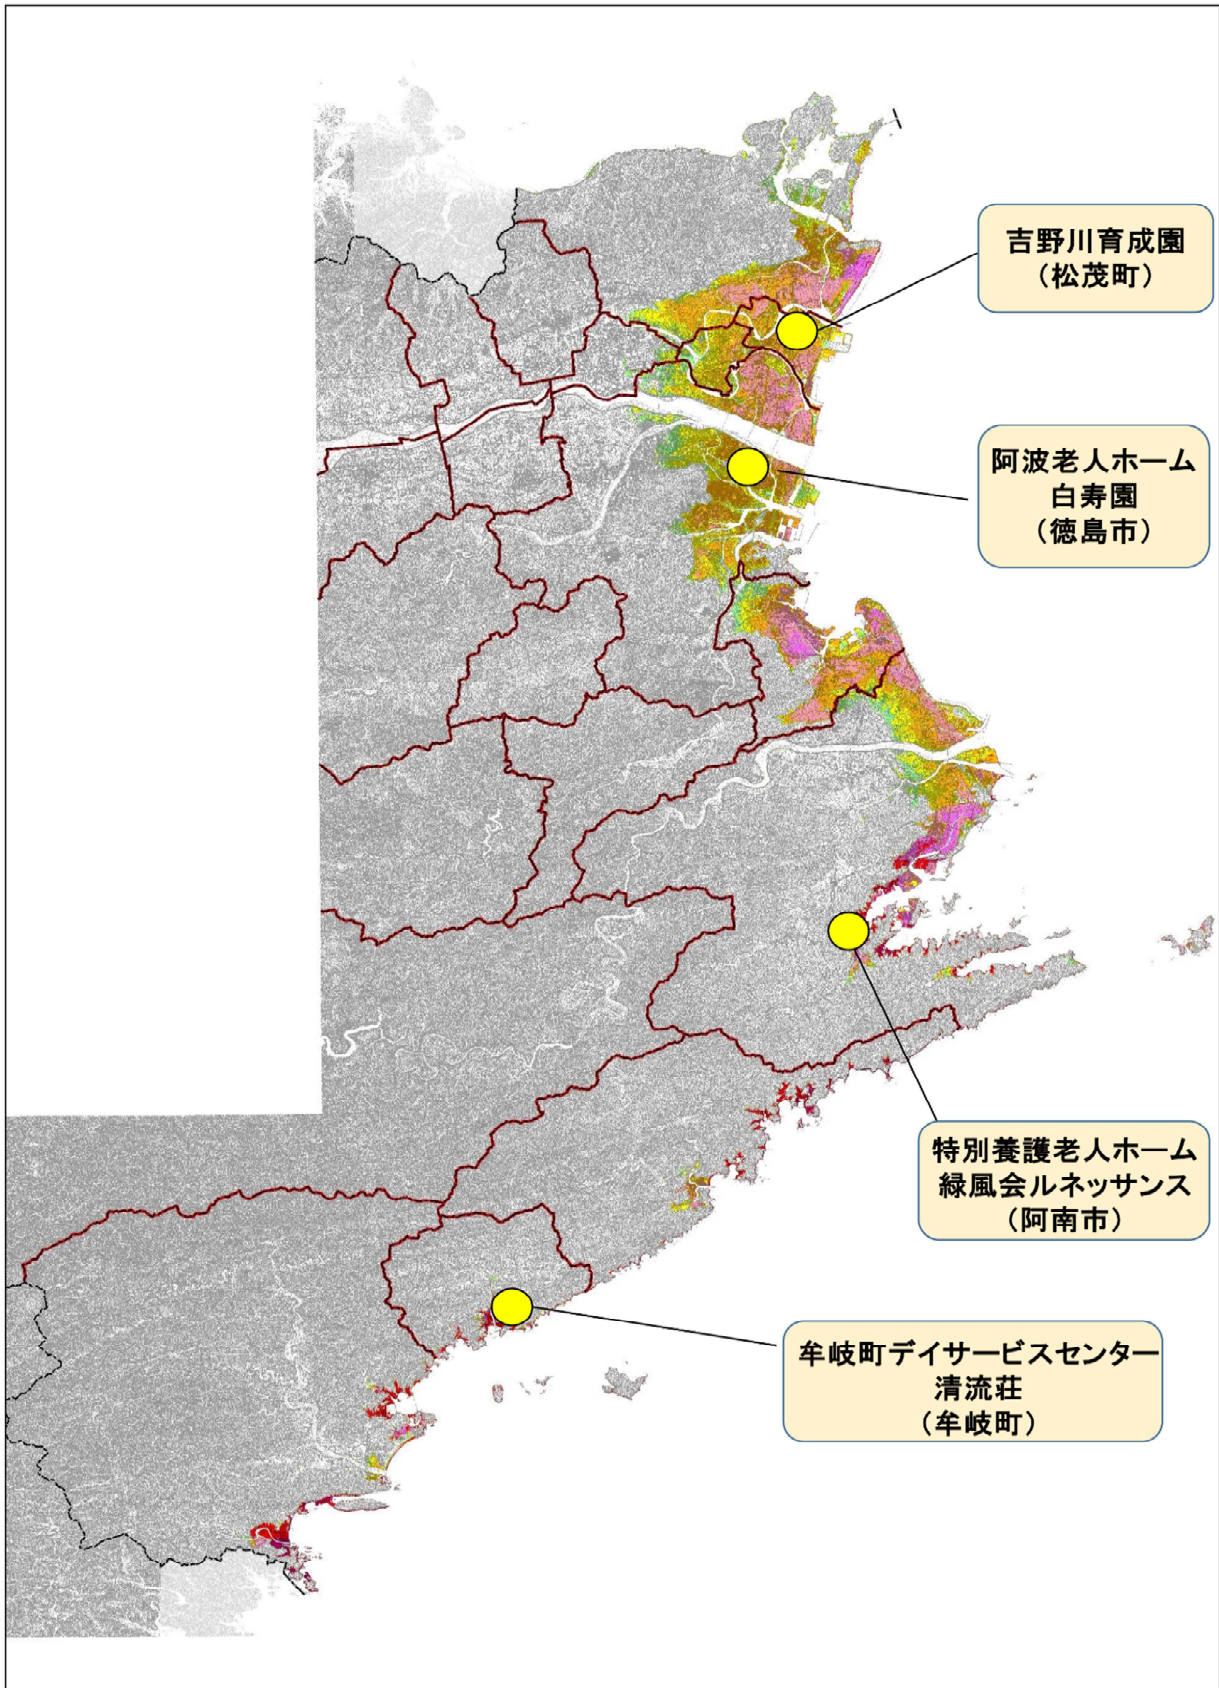 吉野川育成園
（松茂町）
阿波老人ホーム
白寿園
（徳島市）
特別養護老人ホーム
緑風会ルネッサンス
（阿南市）
牟岐町デイサービスセンター
清流荘
（牟岐町）